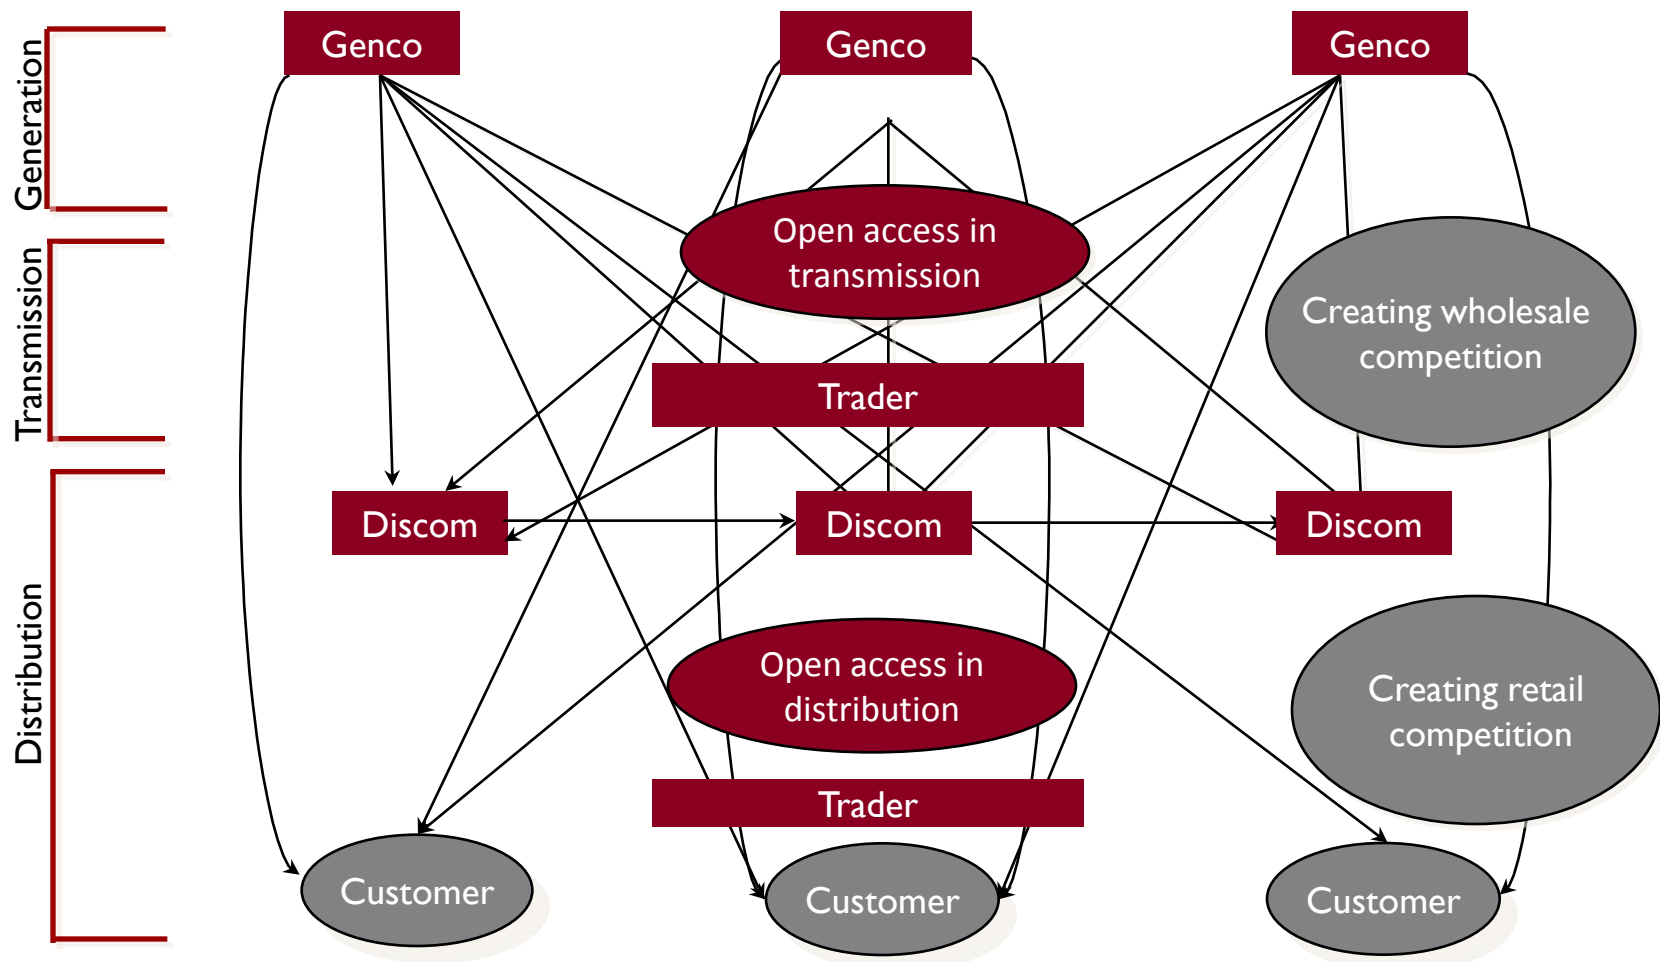 Generation
Genco
Genco
Genco
Transmission
Open access in
transmission
Creating wholesale
competition
Trader
Distribution
Discom
Discom
Discom
Open access in
distribution
Creating retail
competition
Trader
Customer
Customer
Customer